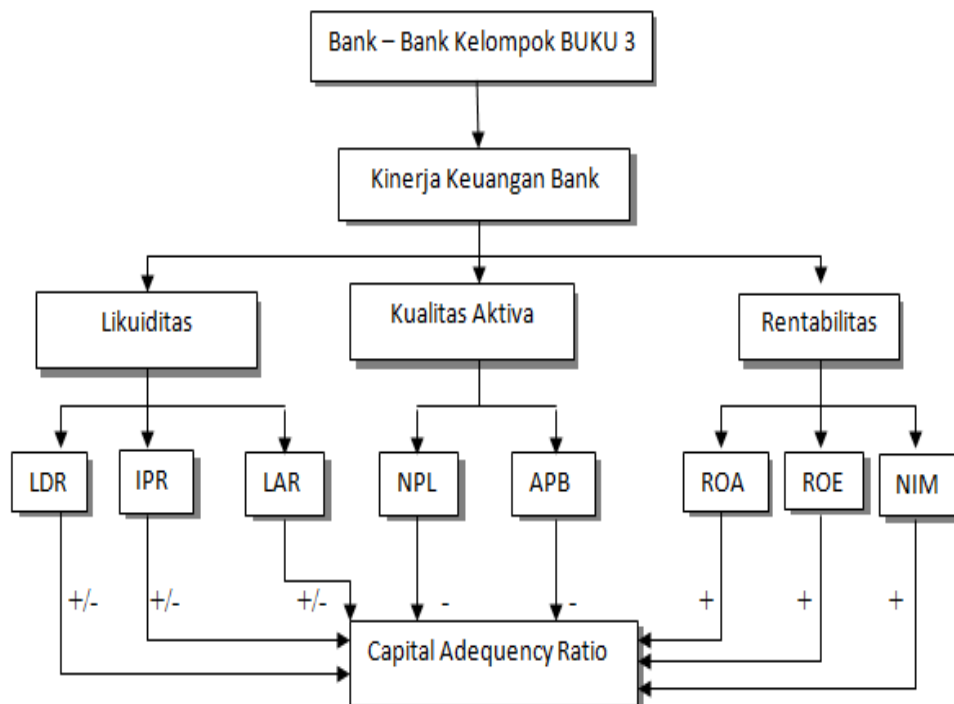 Bank – Bank Kelompok BUKU 3
Kinerja Keuangan Bank
Likuiditas
Kualitas Aktiva
Rentabilitas
LDR
IPR
LAR
NPL
APB
ROA
ROE
NIM
+/-
+/-
+/-
-
-
+
+
+
Capital Adequency Ratio